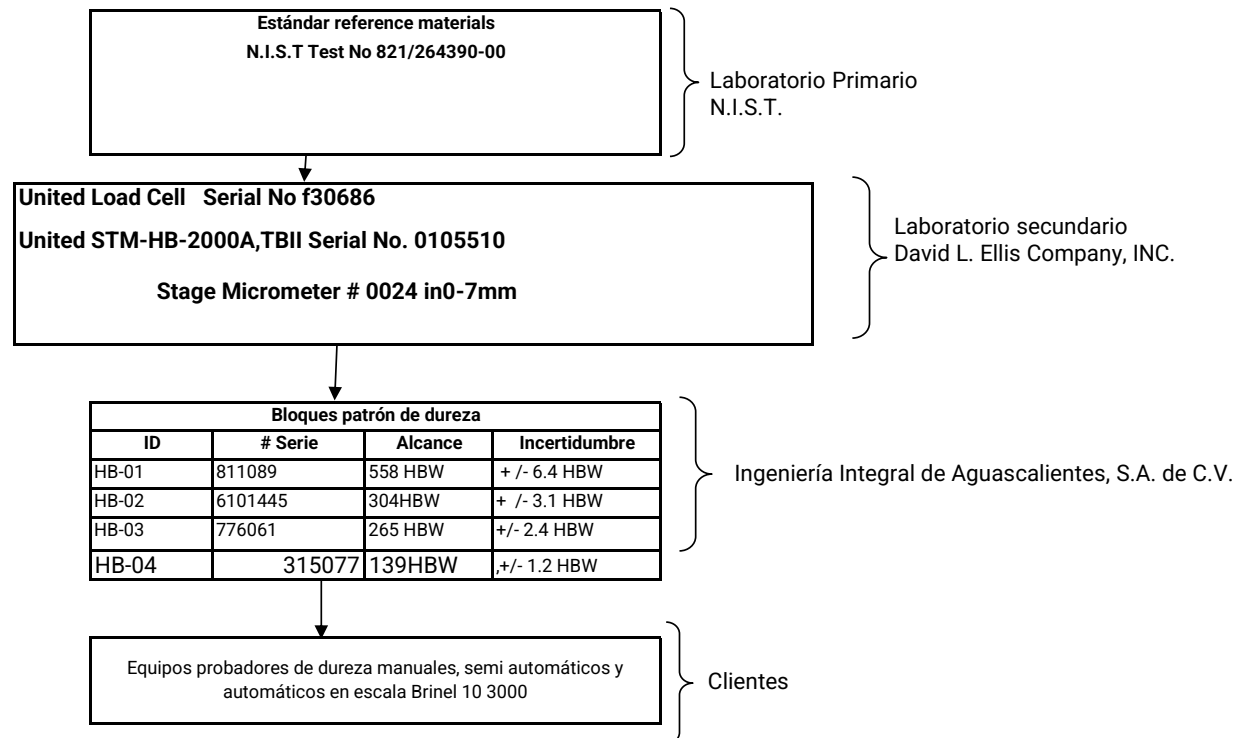 Estándar reference materials
N.I.S.T Test No 821/264390-00
Laboratorio Primario
N.I.S.T.
United Load Cell Serial No f30686
United STM-HB-2000A,TBII Serial No. 0105510
Stage Micrometer # 0024 in0-7mm
Laboratorio secundario
David L. Ellis Company, INC.
Bloques patrón de dureza
ID # Serie Alcance Incertidumbre
HB-01 811089 558 HBW + /- 6.4 HBW
HB-02 6101445 304HBW + /- 3.1 HBW
HB-03 776061 265 HBW +/- 2.4 HBW
HB-04 315077 139HBW ,+/- 1.2 HBW
Ingeniería Integral de Aguascalientes, S.A. de C.V.
Equipos probadores de dureza manuales, semi automáticos y
automáticos en escala Brinel 10 3000
Clientes